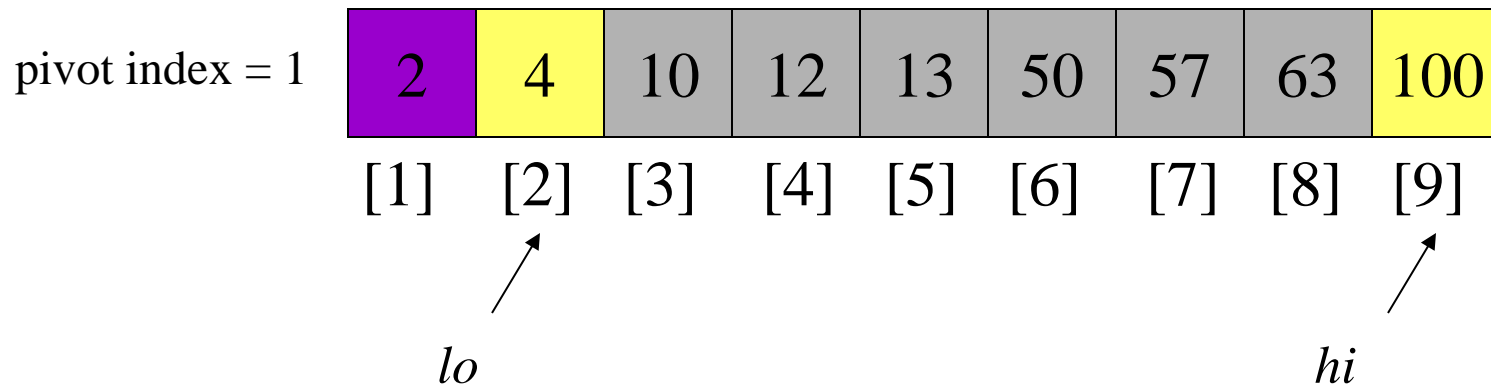 pivot index = 1 2 4 10 12 13 50 57 63 100
[1] [2] [3] [4] [5] [6] [7] [8] [9]
lo hi